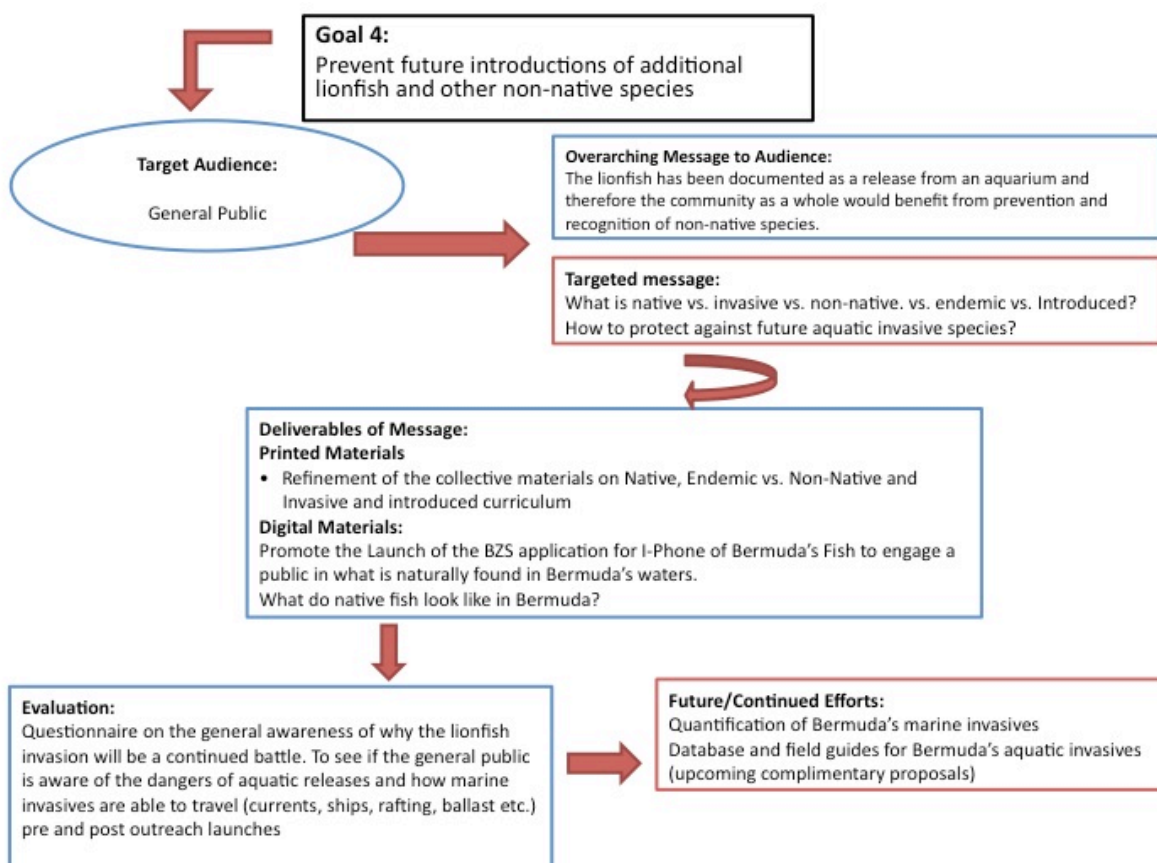 Goal 4:
Prevent future introductions of additional
lionfish and other non-native species
Target Audience:
General Public
Overarching Message to Audience:
The lionfish has been documented as a release from an aquarium and
therefore the community as a whole would benefit from prevention and
recognition of non-native species.
Targeted message:
What is native vs. invasive vs. non-native. vs. endemic vs. Introduced?
How to protect against future aquatic invasive species?
Deliverables of Message:
Printed Materials
• Refinement of the collective materials on Native, Endemic vs. Non-Native and
Invasive and introduced curriculum
Digital Materials:
Promote the Launch of the BZS application for I-Phone of Bermuda's Fish to engage a
public in what is naturally found in Bermuda's waters.
What do native fish look like in Bermuda?
Evaluation:
Questionnaire on the general awareness of why the lionfish
invasion will be a continued battle. To see if the general public
is aware of the dangers of aquatic releases and how marine
invasives are able to travel (currents, ships, rafting, ballast etc.)
pre and post outreach launches
Future/Continued Efforts:
Quantification of Bermuda's marine invasives
Database and field guides for Bermuda's aquatic invasives
(upcoming complimentary proposals)